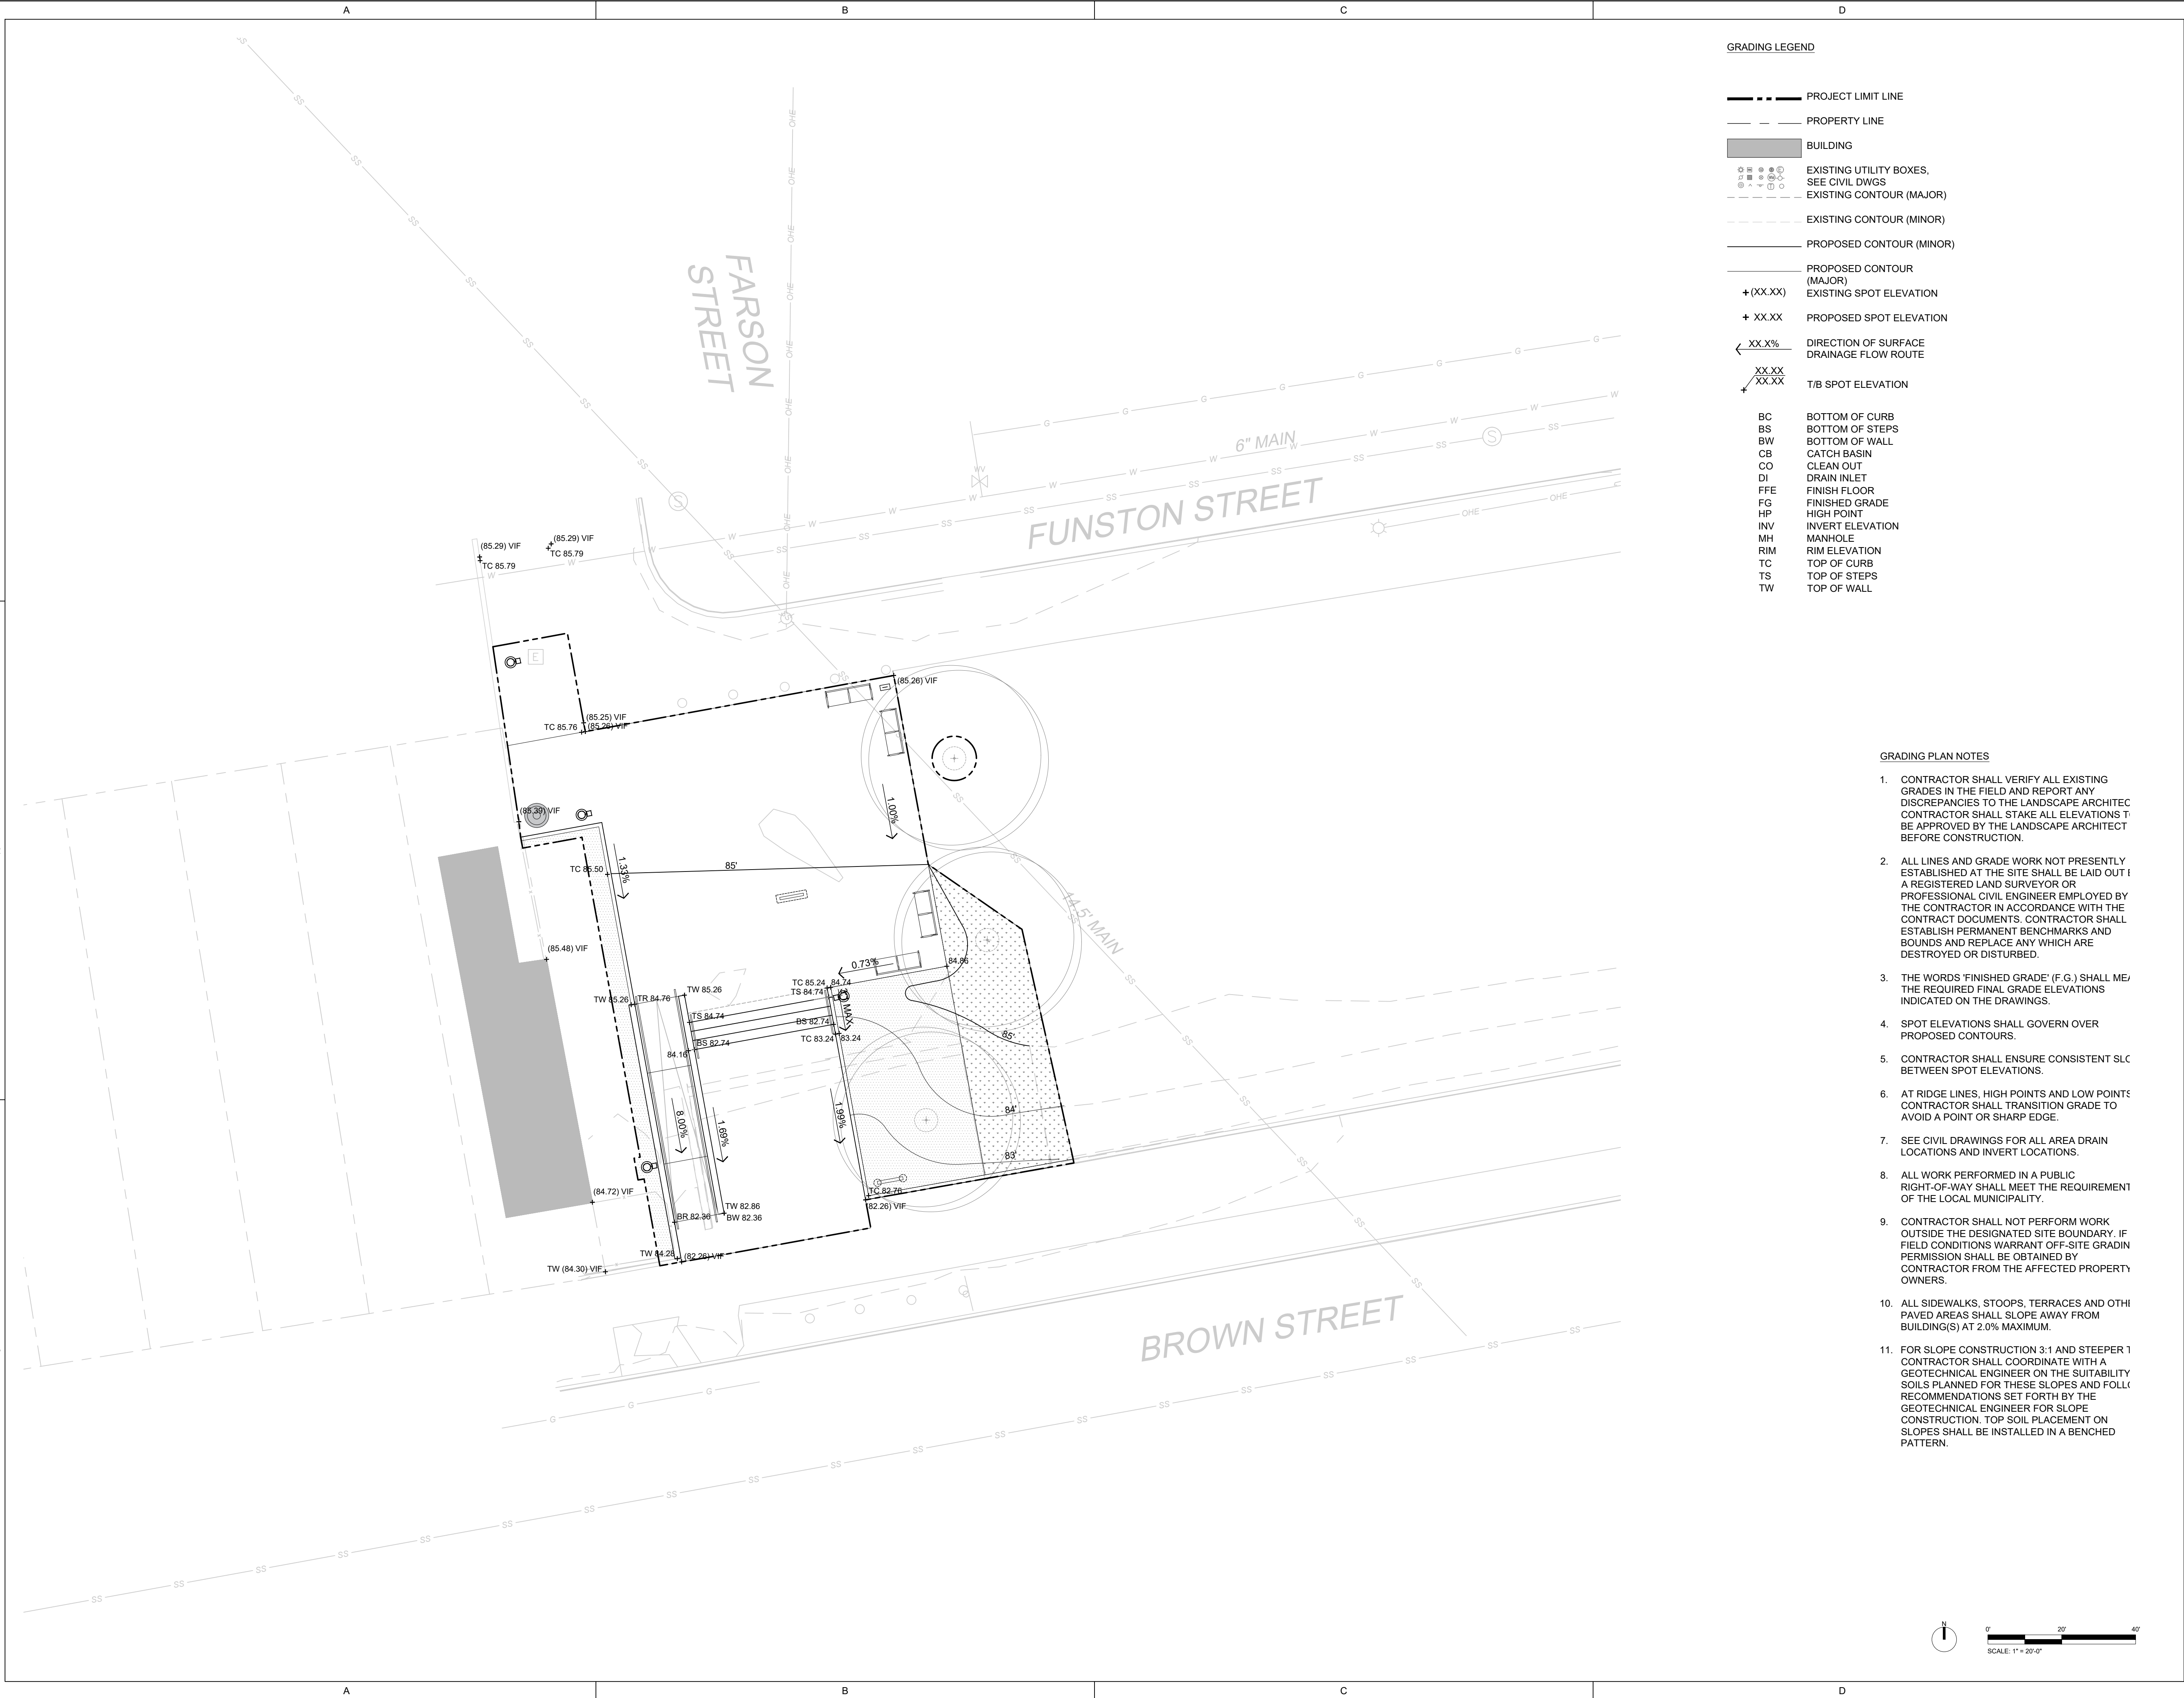 A B C D
GRADING LEGEND
PROJECT LIMIT LINE
PROPERTY LINE
BUILDING
EXISTING UTILITY BOXES,
SEE CIVIL DWGS
EXISTING CONTOUR (MAJOR)
EXISTING CONTOUR (MINOR)
PROPOSED CONTOUR (MINOR)
PROPOSED CONTOUR
(MAJOR)
(XX.XX) EXISTING SPOT ELEVATION
XX.XX PROPOSED SPOT ELEVATION
XX.X% DIRECTION OF SURFACE
DRAINAGE FLOW ROUTE
XX.XX
XX.XX T/B SPOT ELEVATION
BC BOTTOM OF CURB
BS BOTTOM OF STEPS
BW BOTTOM OF WALL
CB CATCH BASIN
CO CLEAN OUT
DI DRAIN INLET
FFE FINISH FLOOR
FG FINISHED GRADE
HP HIGH POINT
INV INVERT ELEVATION
MH MANHOLE
RIM RIM ELEVATION
TC TOP OF CURB
TS TOP OF STEPS
TW TOP OF WALL
GRADING PLAN NOTES
1. CONTRACTOR SHALL VERIFY ALL EXISTING
GRADES IN THE FIELD AND REPORT ANY
DISCREPANCIES TO THE LANDSCAPE ARCHITEC
CONTRACTOR SHALL STAKE ALL ELEVATIONS T
BE APPROVED BY THE LANDSCAPE ARCHITECT
BEFORE CONSTRUCTION.
2. ALL LINES AND GRADE WORK NOT PRESENTLY
ESTABLISHED AT THE SITE SHALL BE LAID OUT
A REGISTERED LAND SURVEYOR OR
PROFESSIONAL CIVIL ENGINEER EMPLOYED BY
THE CONTRACTOR IN ACCORDANCE WITH THE
CONTRACT DOCUMENTS. CONTRACTOR SHALL
ESTABLISH PERMANENT BENCHMARKS AND
BOUNDS AND REPLACE ANY WHICH ARE
DESTROYED OR DISTURBED.
3. THE WORDS 'FINISHED GRADE' (F.G.) SHALL ME
THE REQUIRED FINAL GRADE ELEVATIONS
INDICATED ON THE DRAWINGS.
4. SPOT ELEVATIONS SHALL GOVERN OVER
PROPOSED CONTOURS.
5. CONTRACTOR SHALL ENSURE CONSISTENT SLO
BETWEEN SPOT ELEVATIONS.
6. AT RIDGE LINES, HIGH POINTS AND LOW POINTS
CONTRACTOR SHALL TRANSITION GRADE TO
AVOID A POINT OR SHARP EDGE.
7. SEE CIVIL DRAWINGS FOR ALL AREA DRAIN
LOCATIONS AND INVERT LOCATIONS.
8. ALL WORK PERFORMED IN A PUBLIC
RIGHT-OF-WAY SHALL MEET THE REQUIREMENT
OF THE LOCAL MUNICIPALITY.
9. CONTRACTOR SHALL NOT PERFORM WORK
OUTSIDE THE DESIGNATED SITE BOUNDARY. IF
FIELD CONDITIONS WARRANT OFF-SITE GRADIN
PERMISSION SHALL BE OBTAINED BY
CONTRACTOR FROM THE AFFECTED PROPERTY
OWNERS.
10. ALL SIDEWALKS, STOOPS, TERRACES AND OTH
PAVED AREAS SHALL SLOPE AWAY FROM
BUILDING(S) AT 2.0% MAXIMUM.
11. FOR SLOPE CONSTRUCTION 3:1 AND STEEPER
CONTRACTOR SHALL COORDINATE WITH A
GEOTECHNICAL ENGINEER ON THE SUITABILITY
SOILS PLANNED FOR THESE SLOPES AND FOLL
RECOMMENDATIONS SET FORTH BY THE
GEOTECHNICAL ENGINEER FOR SLOPE
CONSTRUCTION. TOP SOIL PLACEMENT ON
SLOPES SHALL BE INSTALLED IN A BENCHED
PATTERN.
FARSON
STREET
6" MAIN
FUNSTON STREET
WV
14.5' MAIN
BROWN STREET
(85.29) VIF
TC 85.79
(85.29) VIF
TC 85.79
E
(85.26) VIF
(85.25) VIF
TC 85.76 (85.26) VIF
(85.39) VIF
1.00%
1.33%
85'
TC 85.50
(85.48) VIF
0.73%
84.86
TC 85.24 84.74
TS 84.74
MAX.
TW 85.26 TR 84.76
TW 85.26
TS 84.74
BS 82.74
BS 82.74
TC 83.24 83.24
84.16
85'
84'
83'
8.00%
1.69%
1.99%
(84.72) VIF
TC 82.76
(82.26) VIF
TW 82.86
BR 82.36 BW 82.36
TW 84.28 (82.26) VIF
TW (84.30) VIF
N
0' 20' 40'
SCALE: 1" = 20'-0"
A B C D